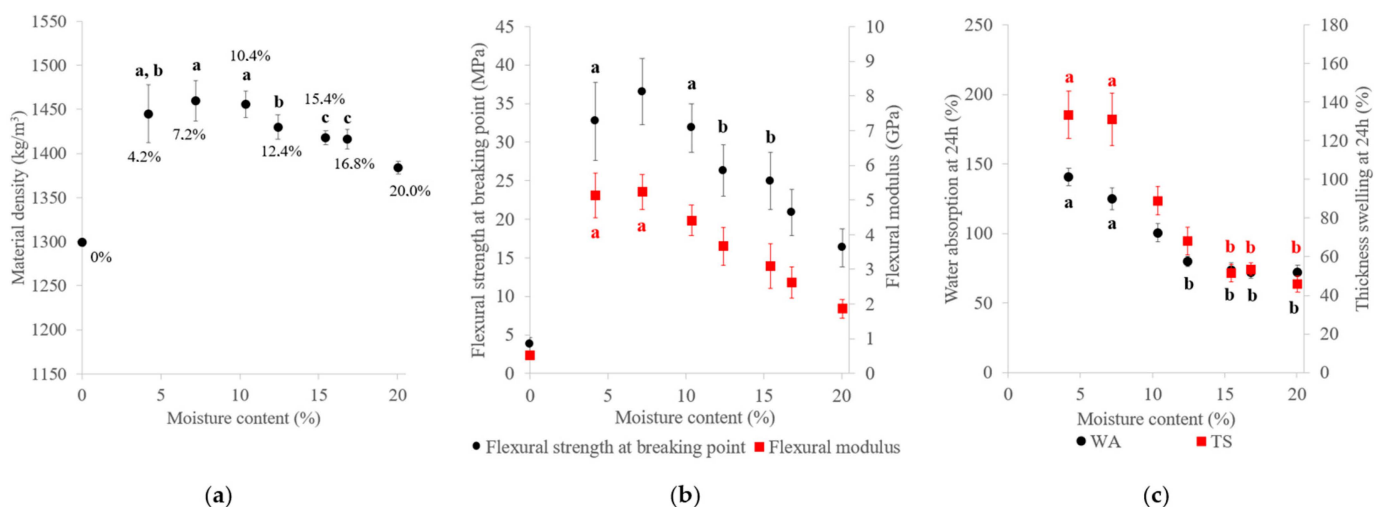 Material density (kg/m³)
1550
1500
1450
1400
1350
1300
1250
1200
1150
0
5
10
15
20
Moisture content (%)
0%
a, b
4.2%
a
7.2%
10.4%
a
b
12.4%
15.4%
c
c
16.8%
20.0%
(a)
Flexural strength at breaking point (MPa)
45
40
35
30
25
20
15
10
5
0
0
5
10
15
20
Moisture content (%)
10
9
8
7
6
5
4
3
2
1
0
Flexural modulus (GPa)
a
a
b
b
a
a
Flexural strength at breaking point
Flexural modulus
(b)
Water absorption at 24h (%)
250
200
150
100
50
0
0
5
10
15
20
Moisture content (%)
180
160
140
120
100
80
60
40
20
0
Thickness swelling at 24h (%)
a
a
a
a
b
b
b
b
b
b
b
WA
TS
(c)